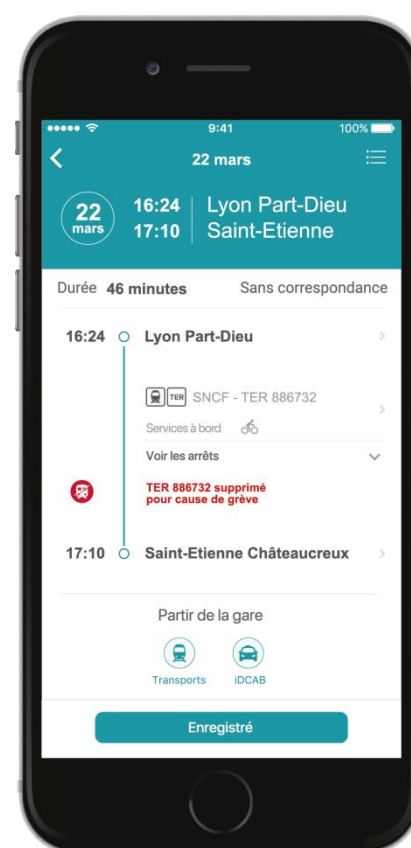 9:41
100%
22 mars
22
mars
16:24 Lyon Part-Dieu
17:10 Saint-Etienne
Durée 46 minutes Sans correspondance
16:24 Lyon Part-Dieu
TER SNCF - TER 886732
Services à bord
Voir les arrêts
TER 886732 supprimé
pour cause de grève
17:10 Saint-Etienne Châteaucreux
Partir de la gare
Transports iDCAB
Enregistré